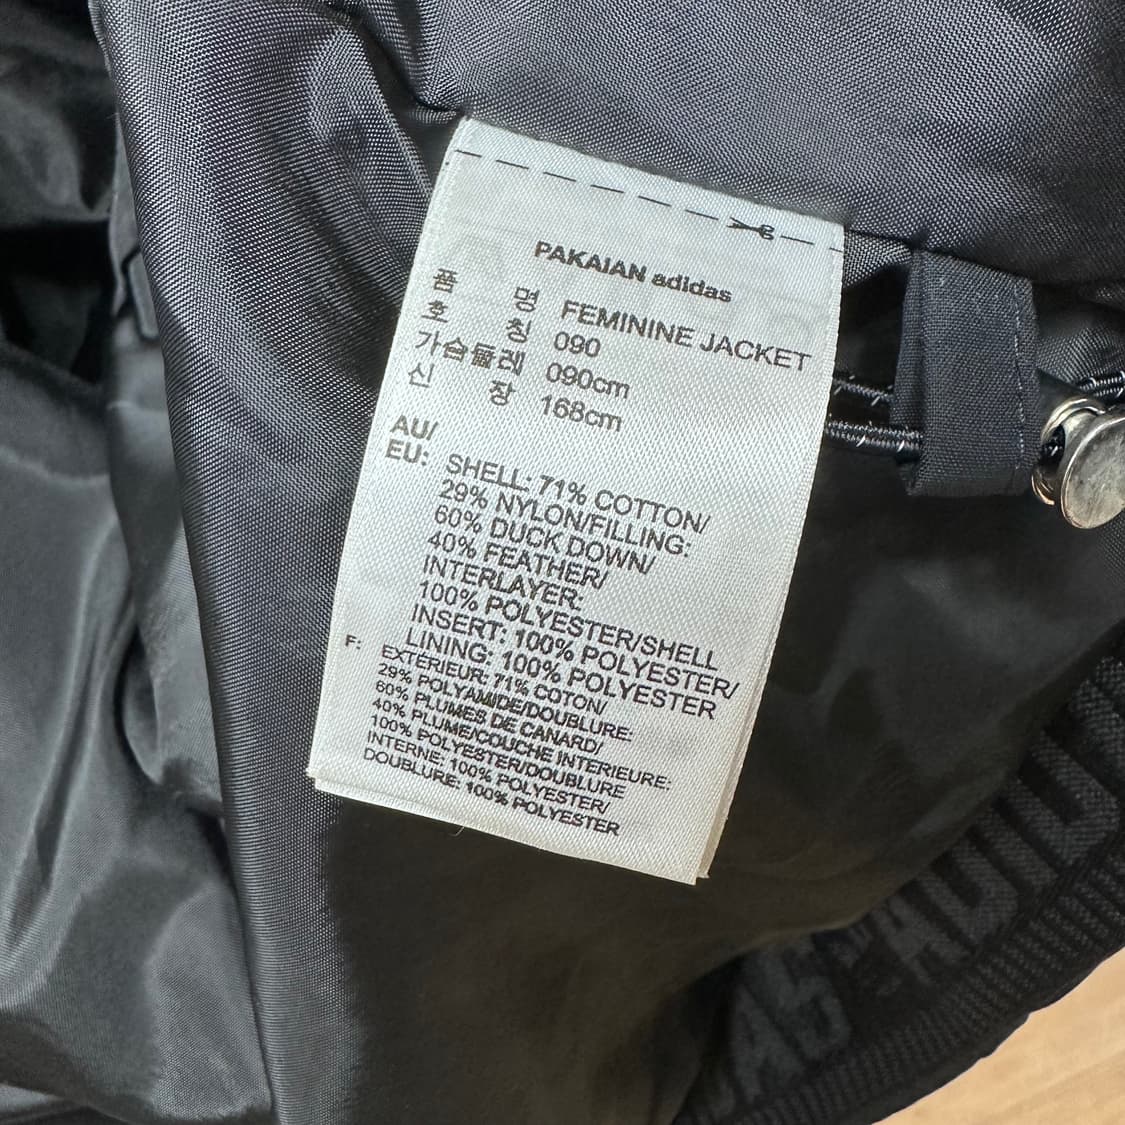 PAKAIAN adidas
품 명 FEMININE JACKET
호 칭 090
가슴둘레 090cm
신 장 168cm
AU/
EU: SHELL: 71% COTTON/
29% NYLON/FILLING:
60% DUCK DOWN/
40% FEATHER/
INTERLAYER:
100% POLYESTER/SHELL
INSERT: 100% POLYESTER/
LINING: 100% POLYESTER
F: EXTERIEUR: 71% COTON/
29% POLYAMIDE/DOUBLURE:
60% PLUMES DE CANARD/
40% PLUME/COUCHE INTERIEURE:
100% POLYESTER/DOUBLURE
INTERNE: 100% POLYESTER/
DOUBLURE: 100% POLYESTER